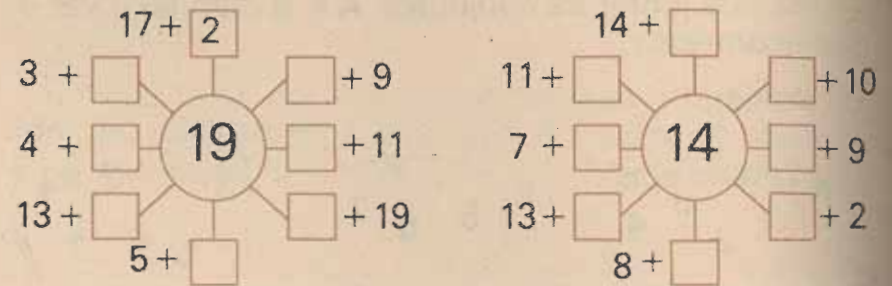 17+ 2 14+
3 + + 9 11+ +10
4 + 19 +11 7 + 14 + 9
13+ + 19 13+ + 2
5+ 8 +